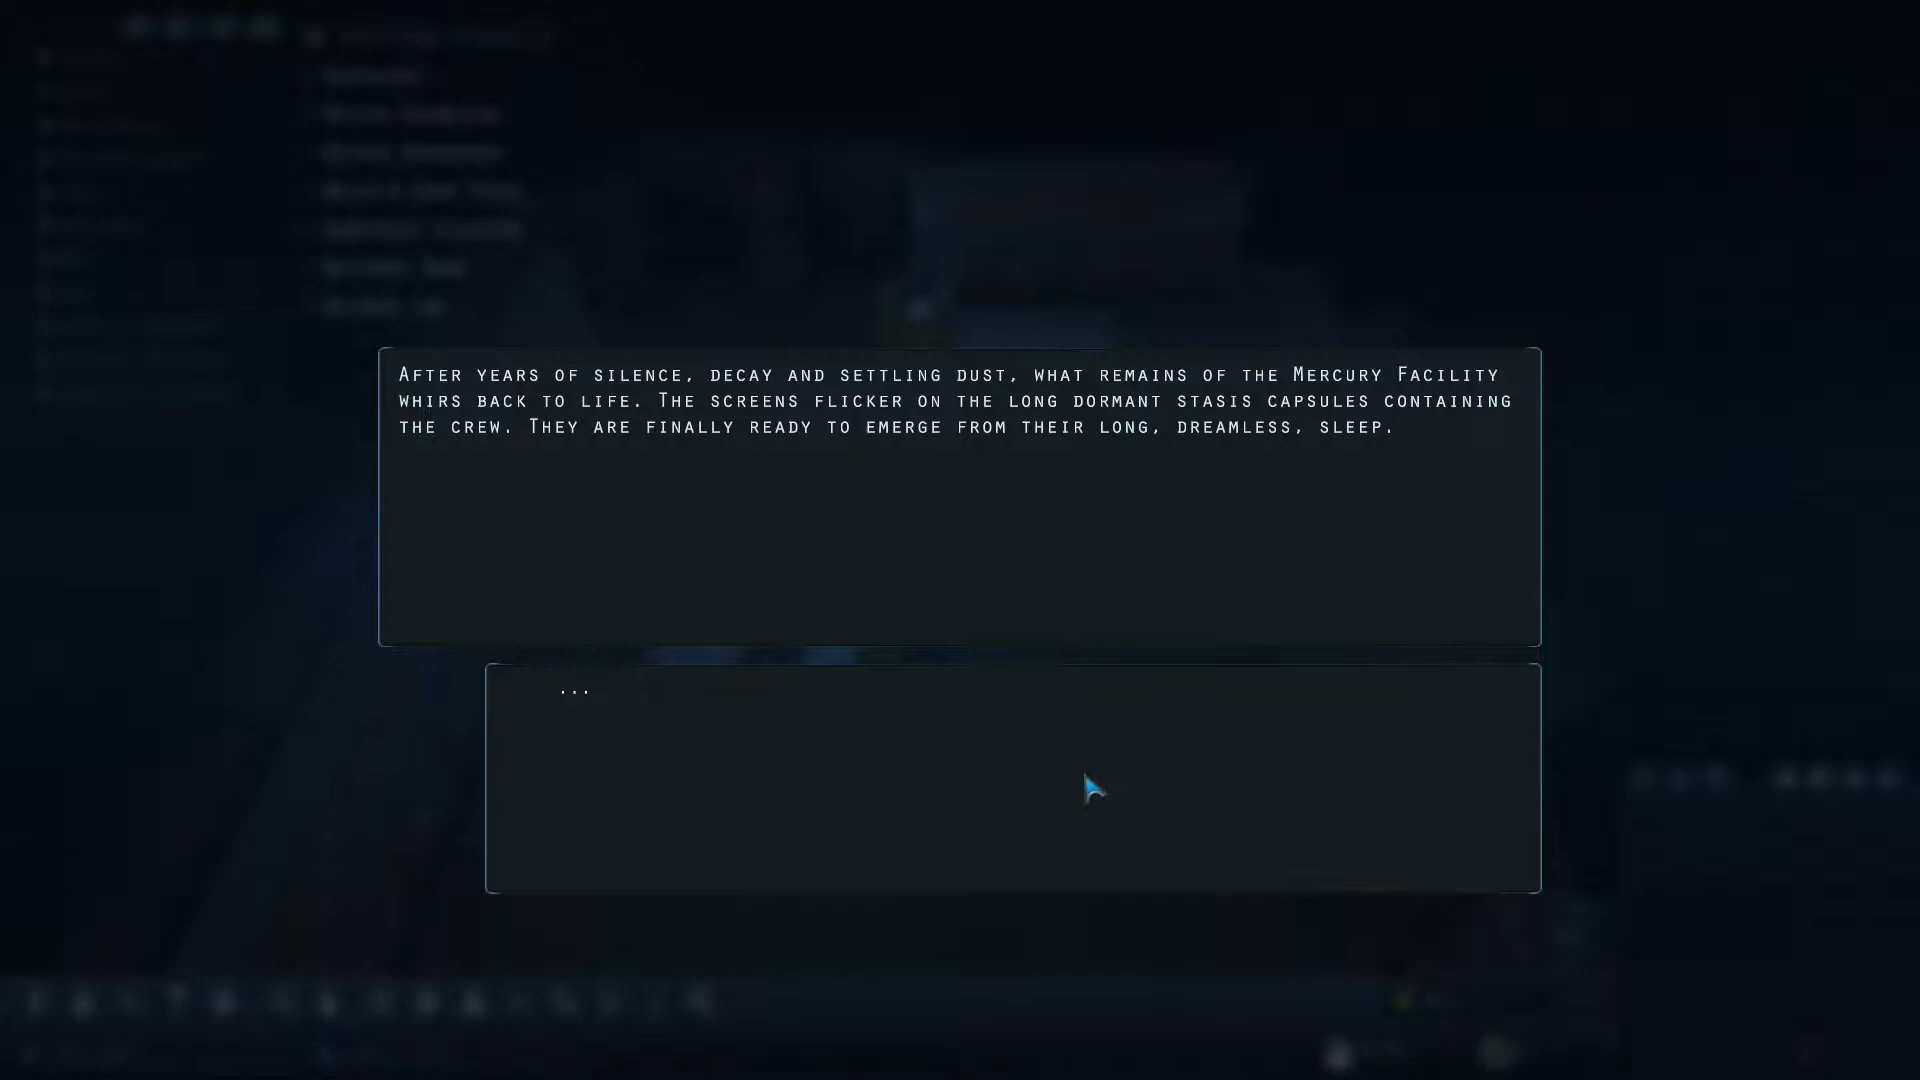 After years of silence, decay and settling dust, what remains of the Mercury Facility
whirs back to life. The screens flicker on the long dormant stasis capsules containing
the crew. They are finally ready to emerge from their long, dreamless, sleep.
...